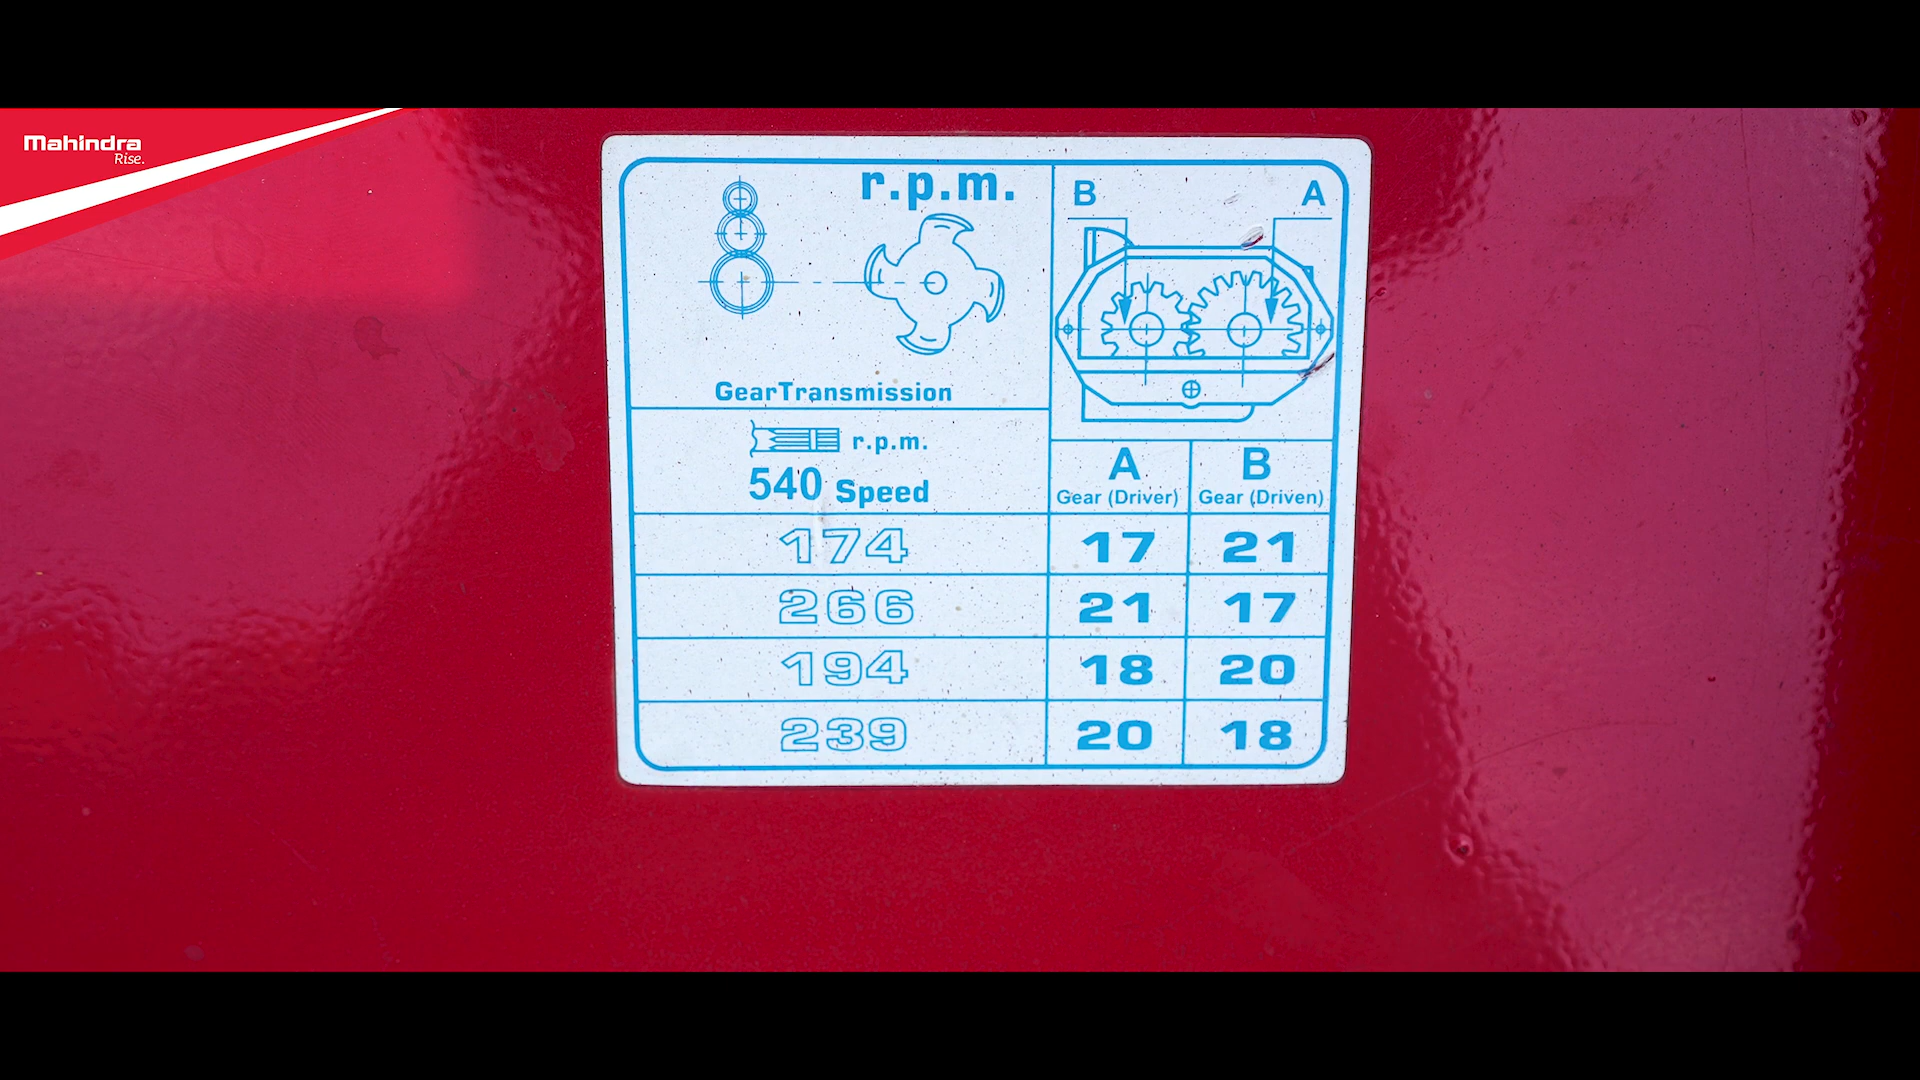 Mahindra
Rise.
r.p.m.
B A
GearTransmission
r.p.m.
540 Speed
A B
Gear (Driver) Gear (Driven)
174 17 21
266 21 17
194 18 20
239 20 18